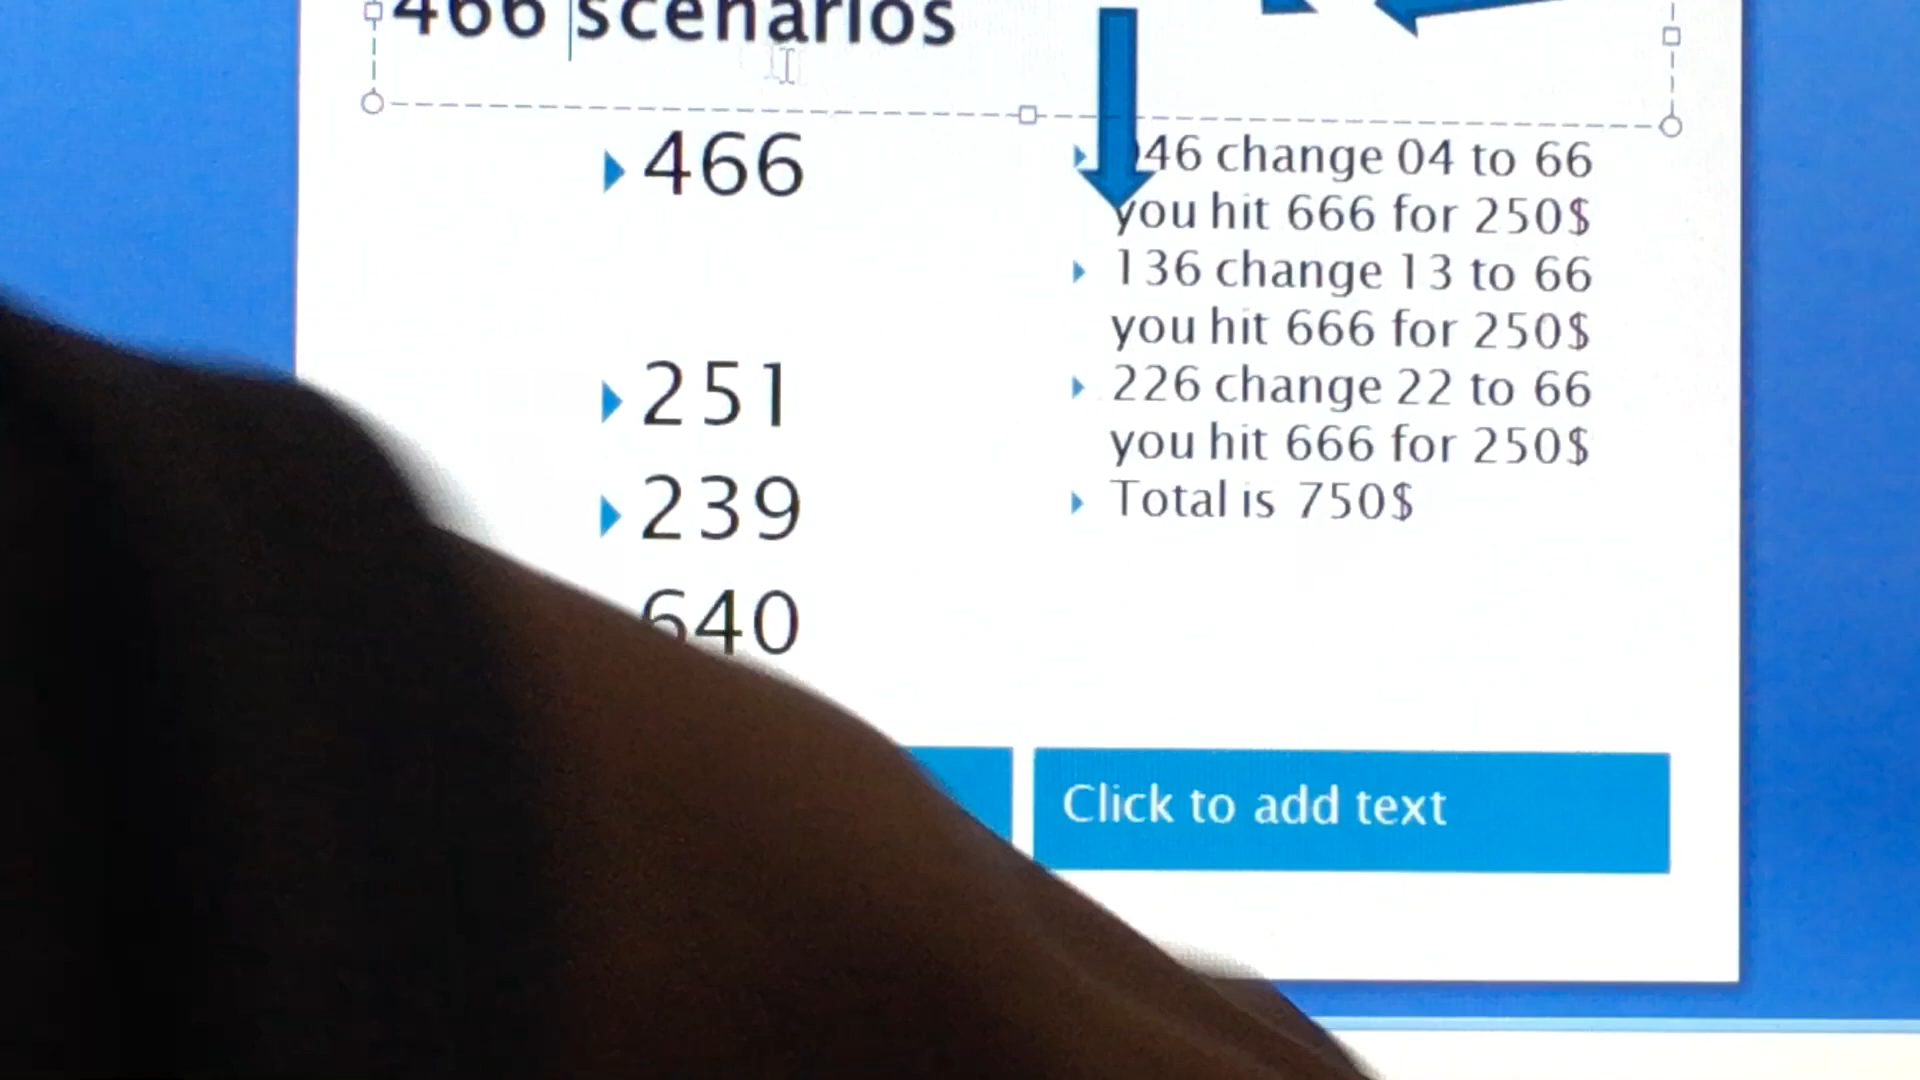 466 scenarios
466
251
239
640
46 change 04 to 66
you hit 666 for 250$
136 change 13 to 66
you hit 666 for 250$
226 change 22 to 66
you hit 666 for 250$
Total is 750$
Click to add text